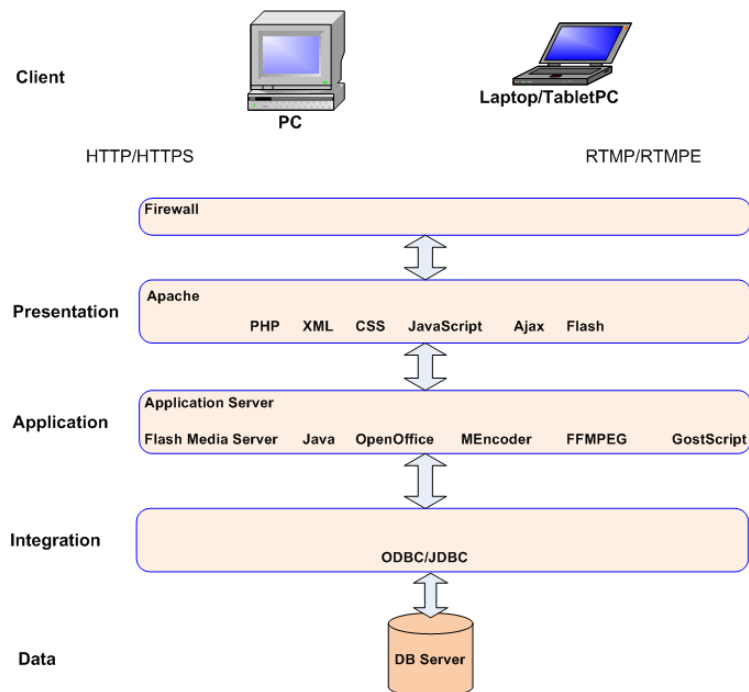 Client
PC
Laptop/TabletPC
HTTP/HTTPS
RTMP/RTMPE
Firewall
Presentation
Apache
PHP XML CSS JavaScript Ajax Flash
Application
Application Server
Flash Media Server Java OpenOffice MEncoder FFMPEG GostScript
Integration
ODBC/JDBC
Data
DB Server